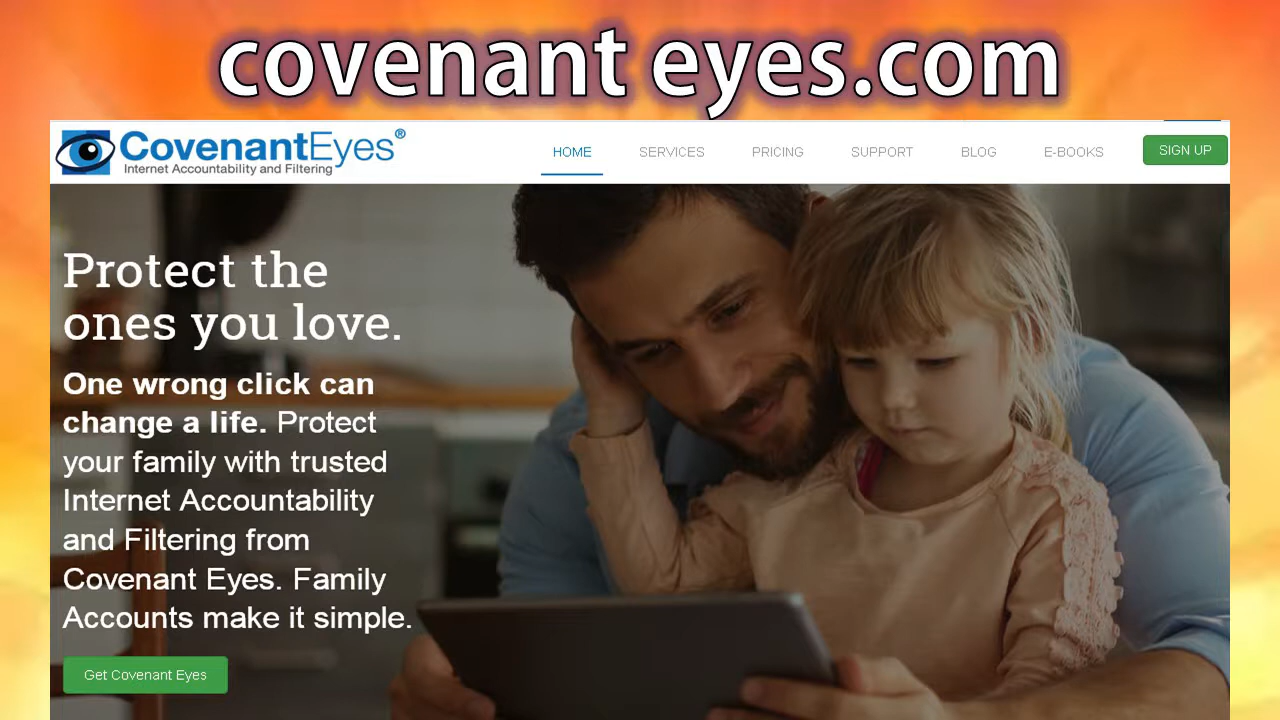 covenant eyes.com
CovenantEyes®
Internet Accountability and Filtering
HOME SERVICES PRICING SUPPORT BLOG E-BOOKS SIGN UP
Protect the
ones you love.
One wrong click can
change a life. Protect
your family with trusted
Internet Accountability
and Filtering from
Covenant Eyes. Family
Accounts make it simple.
Get Covenant Eyes